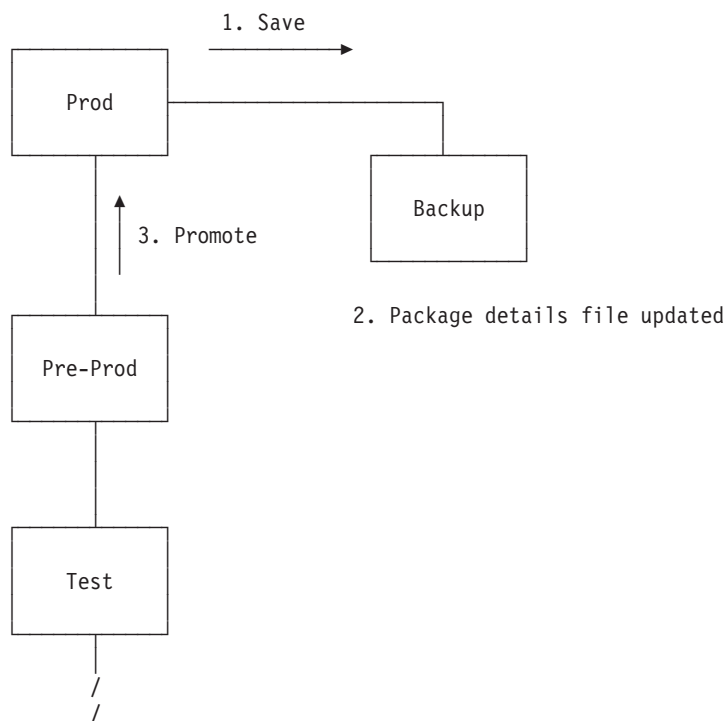 1. Save
Prod
Backup
3. Promote
2. Package details file updated
Pre-Prod
Test